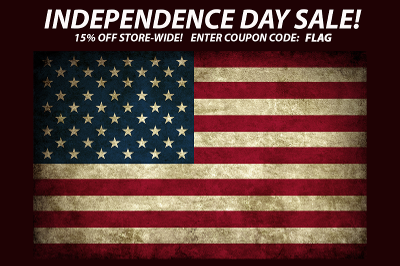 INDEPENDENCE DAY SALE!
15% OFF STORE-WIDE! ENTER COUPON CODE: FLAG